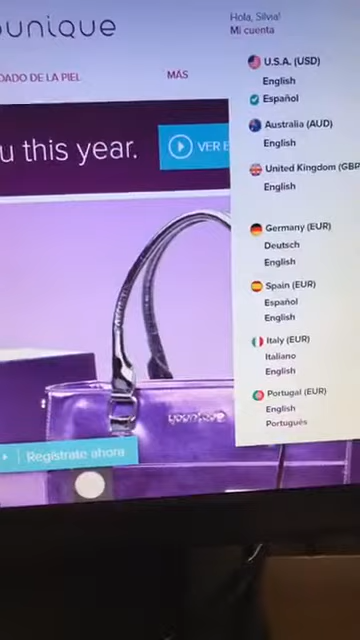 ounique
Hola, Silvia!
Mi cuenta
DADO DE LA PIEL
MÁS
U.S.A. (USD)
English
Español
Australia (AUD)
English
United Kingdom (GBP
English
Germany (EUR)
Deutsch
English
Spain (EUR)
Español
English
Italy (EUR)
Italiano
English
Portugal (EUR)
English
Português
u this year.
VER E
younique
Regístrate ahora